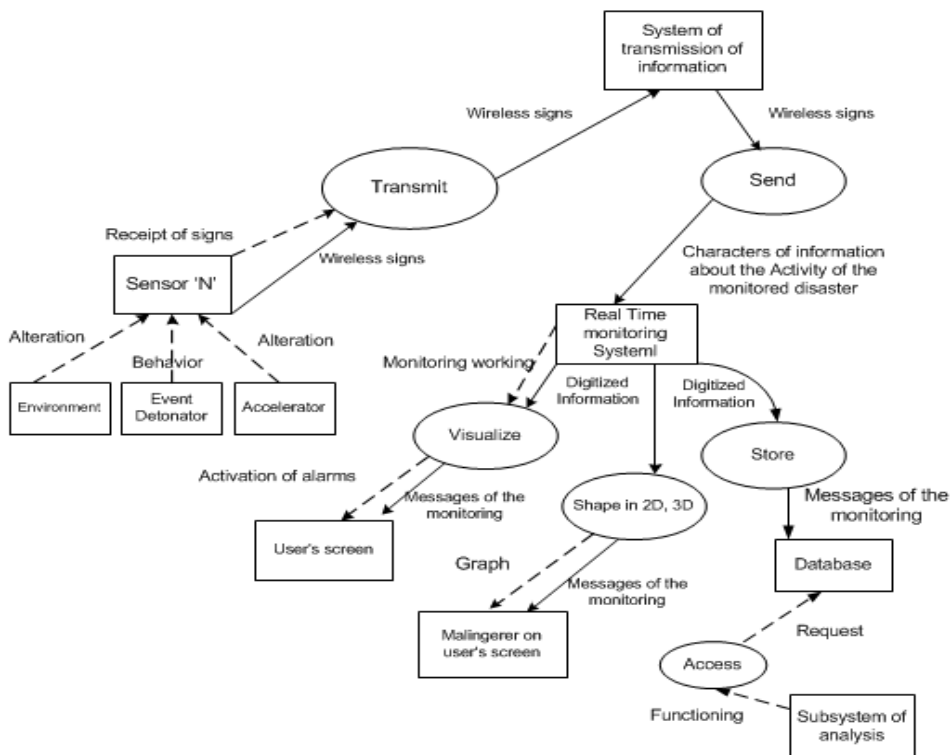 System of
transmission of
information
Wireless signs
Wireless signs
Transmit
Send
Receipt of signs
Wireless signs
Characters of information
about the Activity of the
monitored disaster
Sensor 'N'
Real Time
monitoring
Systeml
Alteration
Behavior
Alteration
Monitoring working
Digitized
Information
Digitized
Information
Environment
Event
Detonator
Accelerator
Visualize
Store
Activation of alarms
Messages of the
monitoring
Shape in 2D, 3D
Messages of the
monitoring
User's screen
Graph
Messages of the
monitoring
Database
Malingerer on
user's screen
Request
Access
Functioning
Subsystem of
analysis